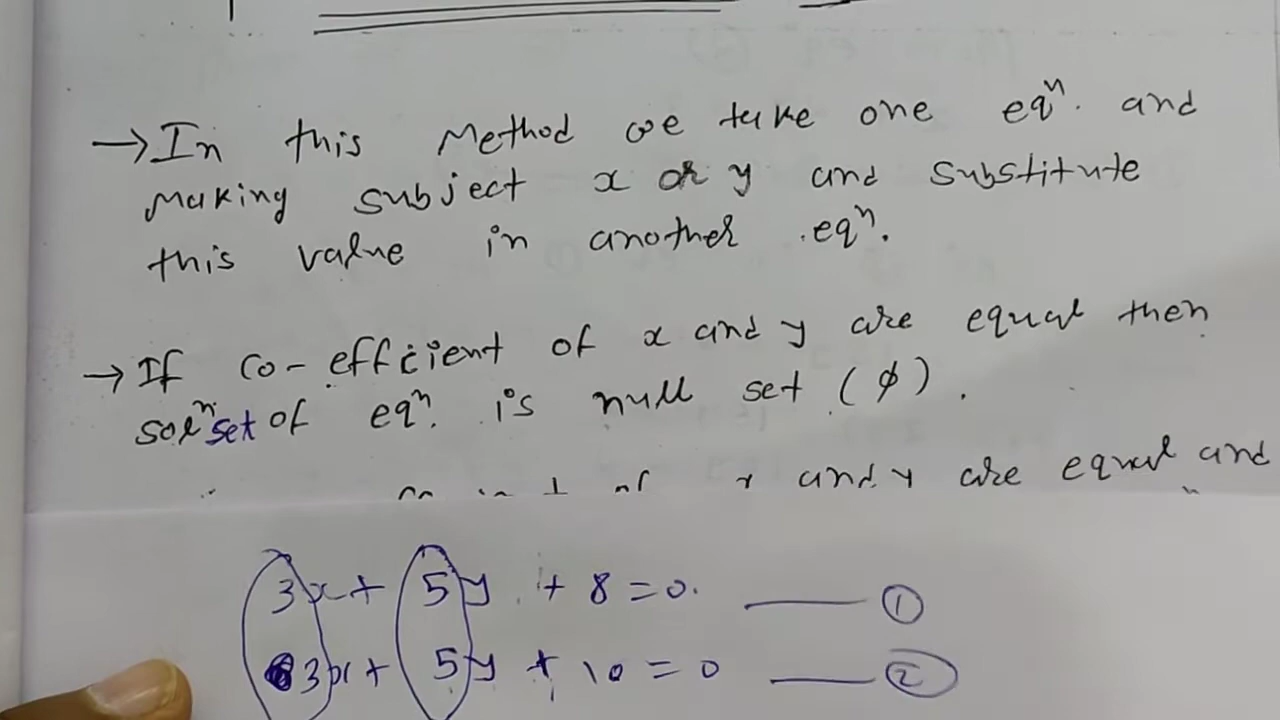 → In this Method we take one eqⁿ. and
Making subject x or y and substitute
this value in another eqⁿ.
→ If co-efficient of x and y are equal then
solⁿ set of eqⁿ. is null set (ϕ).
and y are equal and
3x + 5y + 8 = 0. —— ①
3x + 5y + 10 = 0 —— ②